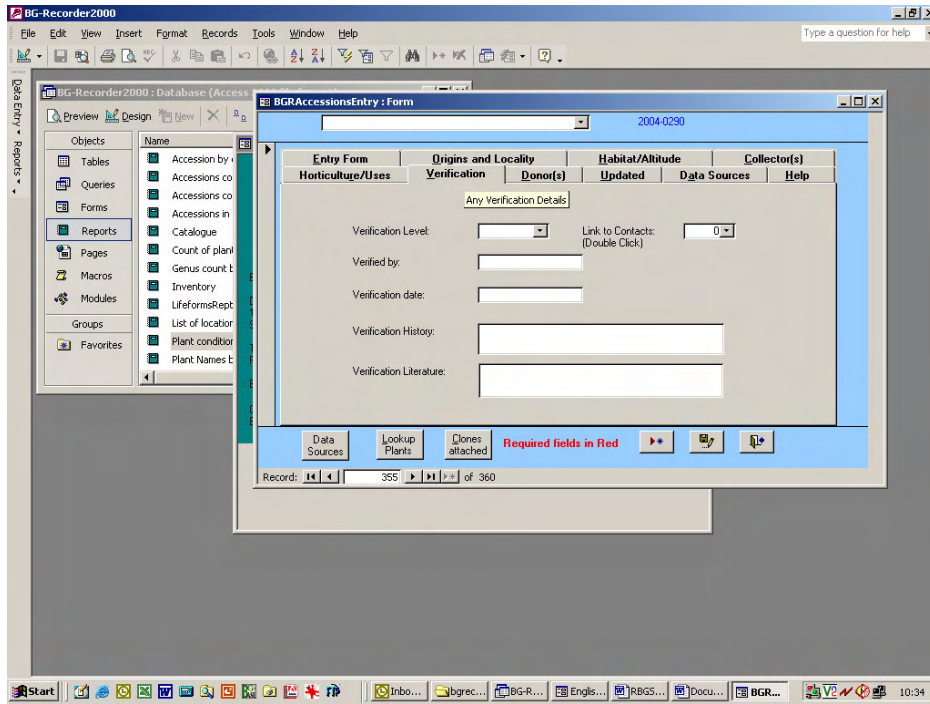 BG-Recorder2000
File Edit View Insert Format Records Tools Window Help
Type a question for help
Data Entry Reports
BG-Recorder2000 : Database (Access
Preview Design New
Objects
Tables
Queries
Forms
Reports
Pages
Macros
Modules
Groups
Favorites
Name
Accession by
Accessions co
Accessions co
Accessions in
Catalogue
Count of plant
Genus count b
Inventory
LifeformsRept
List of location
Plant condition
Plant Names b
BGRAccessionsEntry : Form
2004-0290
Entry Form Origins and Locality Habitat/Altitude Collector(s)
Horticulture/Uses Verification Donor(s) Updated Data Sources Help
Any Verification Details
Verification Level: Link to Contacts: 0
(Double Click)
Verified by:
Verification date:
Verification History:
Verification Literature:
Data Sources
Lookup Plants
Clones attached
Required fields in Red
Record: 355 of 360
Start Inbo... bgrec... BG-R... Englis... RBGS... Docu... BGR... 10:34